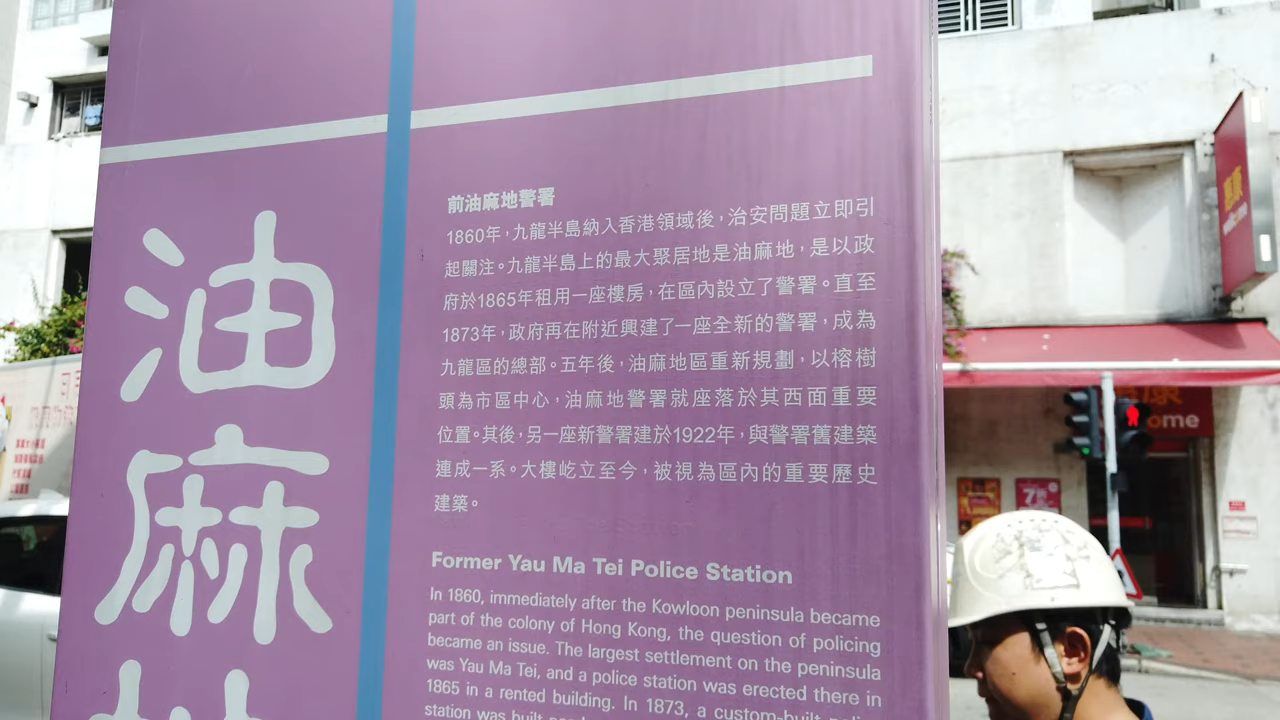 油麻
前油麻地警署
1860年，九龍半島納入香港領域後，治安問題立即引
起關注。九龍半島上的最大聚居地是油麻地，是以政
府於1865年租用一座樓房，在區內設立了警署。直至
1873年，政府再在附近興建了一座全新的警署，成為
九龍區的總部。五年後，油麻地區重新規劃，以榕樹
頭為市區中心，油麻地警署就座落於其西面重要
位置。其後，另一座新警署建於1922年，與警署舊建築
連成一系。大樓屹立至今，被視為區內的重要歷史
建築。
Former Yau Ma Tei Police Station
In 1860, immediately after the Kowloon peninsula became
part of the colony of Hong Kong, the question of policing
became an issue. The largest settlement on the peninsula
was Yau Ma Tei, and a police station was erected there in
1865 in a rented building. In 1873, a custom-built
station was built
惠康
ome
7